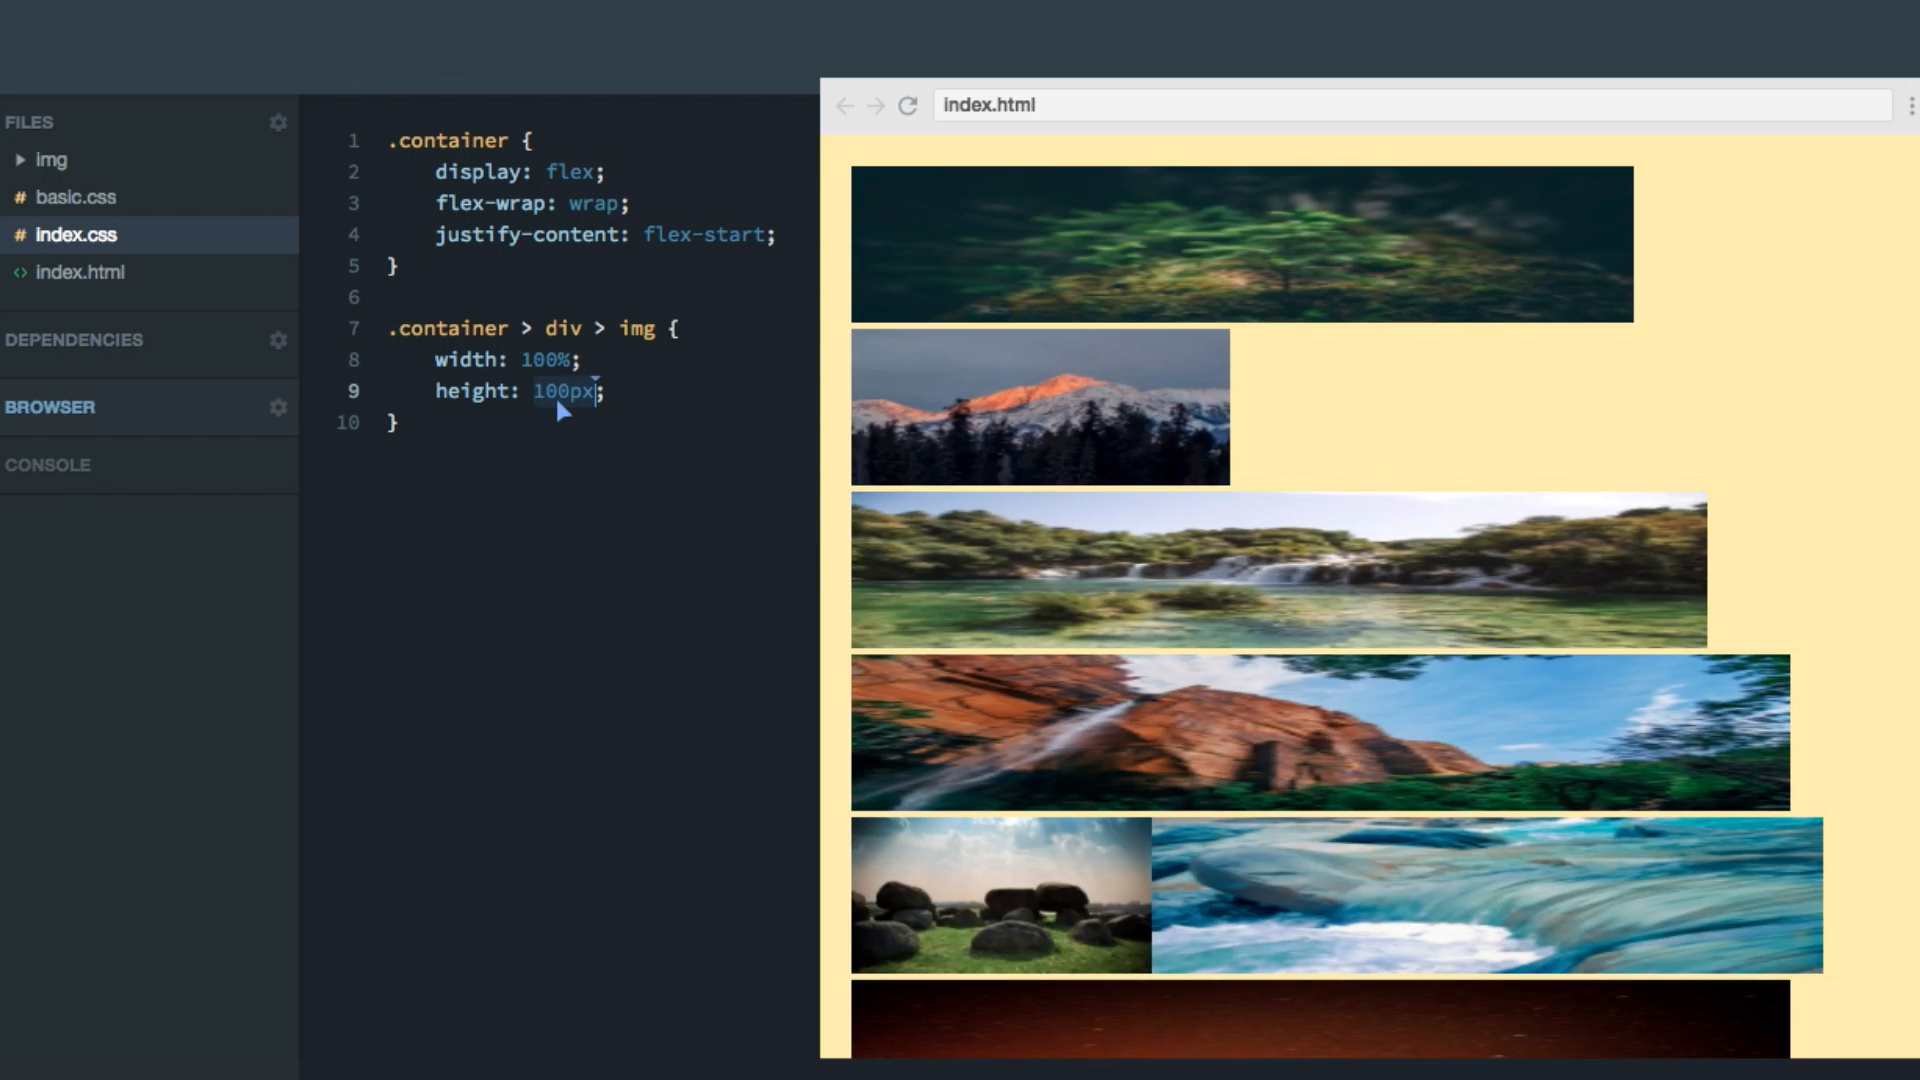 FILES
img
# basic.css
# index.css
<> index.html
DEPENDENCIES
BROWSER
CONSOLE
1 .container {
2 display: flex;
3 flex-wrap: wrap;
4 justify-content: flex-start;
5 }
6
7 .container > div > img {
8 width: 100%;
9 height: 100px;
10 }
index.html